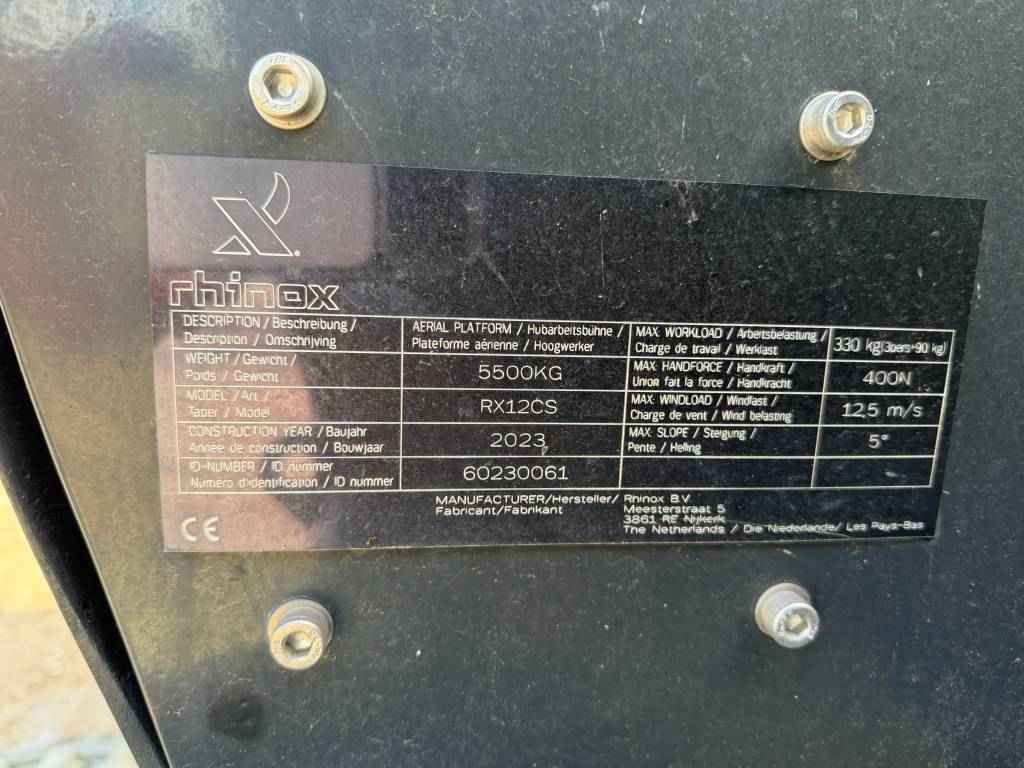 X®
rhinox
DESCRIPTION / Beschreibung /
Description / Omschrijving
AERIAL PLATFORM / Hubarbeitsbühne /
Plateforme aérienne / Hoogwerker
MAX. WORKLOAD / Arbeitsbelastung /
Charge de travail / Werklast
330 kg (3pers+90 kg)
WEIGHT / Gewicht /
Poids / Gewicht
5500KG
MAX. HANDFORCE / Handkraft /
Union fait la force / Handkracht
400N
MODEL / Art /
Taper / Model
RX12CS
MAX. WINDLOAD / Windlast /
Charge de vent / Wind belasting
12,5 m/s
CONSTRUCTION YEAR / Baujahr
Année de construction / Bouwjaar
2023
MAX. SLOPE / Steigung /
Pente / Helling
5°
ID-NUMBER / ID nummer
Numéro d'identification / ID nummer
60230061
MANUFACTURER/Hersteller/
Fabricant/Fabrikant
Rhinox B.V.
Meesterstraat 5
3861 RE Nijkerk
The Netherlands / Die Niederlande/ Les Pays-Bas
CE